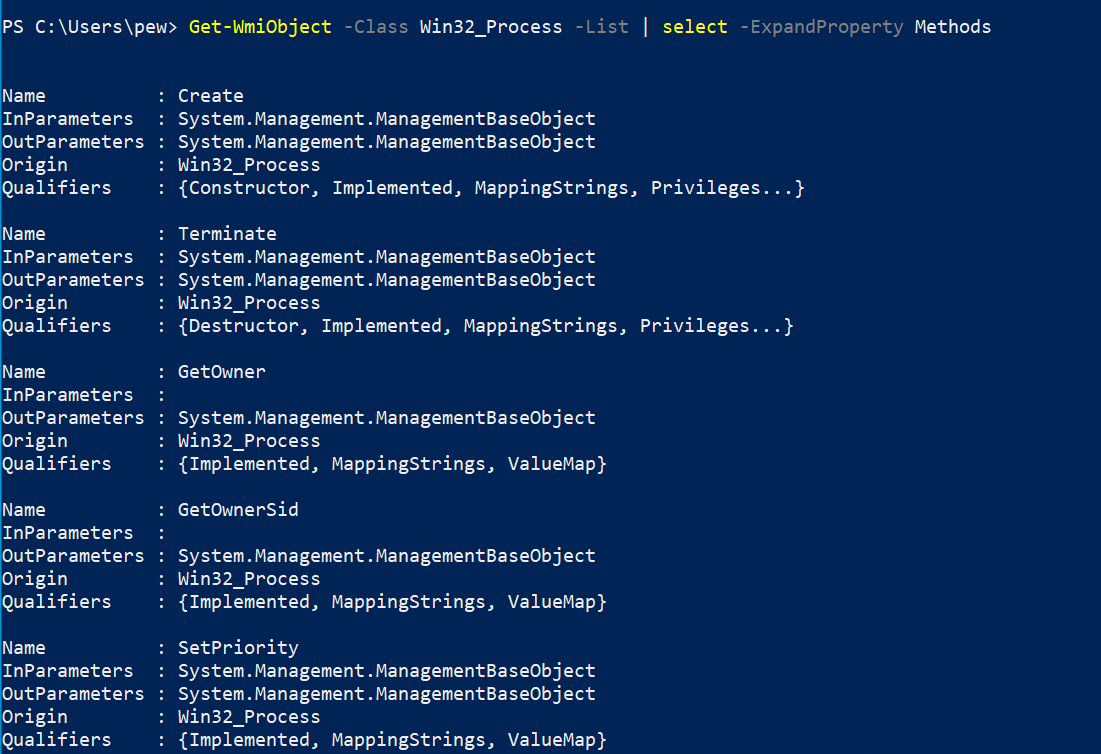 PS C:\Users\pew> Get-WmiObject -Class Win32_Process -List | select -ExpandProperty Methods
Name          : Create
InParameters  : System.Management.ManagementBaseObject
OutParameters : System.Management.ManagementBaseObject
Origin        : Win32_Process
Qualifiers    : {Constructor, Implemented, MappingStrings, Privileges...}
Name          : Terminate
InParameters  : System.Management.ManagementBaseObject
OutParameters : System.Management.ManagementBaseObject
Origin        : Win32_Process
Qualifiers    : {Destructor, Implemented, MappingStrings, Privileges...}
Name          : GetOwner
InParameters  :
OutParameters : System.Management.ManagementBaseObject
Origin        : Win32_Process
Qualifiers    : {Implemented, MappingStrings, ValueMap}
Name          : GetOwnerSid
InParameters  :
OutParameters : System.Management.ManagementBaseObject
Origin        : Win32_Process
Qualifiers    : {Implemented, MappingStrings, ValueMap}
Name          : SetPriority
InParameters  : System.Management.ManagementBaseObject
OutParameters : System.Management.ManagementBaseObject
Origin        : Win32_Process
Qualifiers    : {Implemented, MappingStrings, ValueMap}